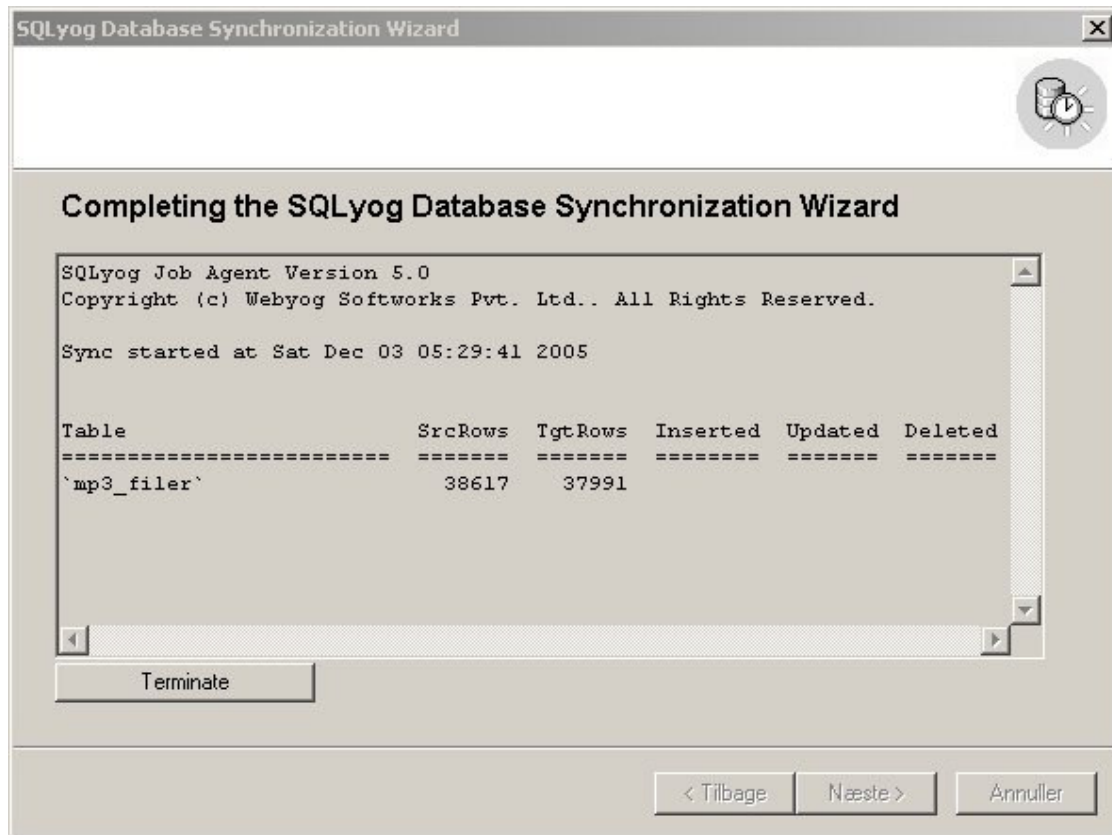 SQLyog Database Synchronization Wizard
Completing the SQLyog Database Synchronization Wizard
SQLyog Job Agent Version 5.0
Copyright (c) Webyog Softworks Pvt. Ltd.. All Rights Reserved.
Sync started at Sat Dec 03 05:29:41 2005
Table SrcRows TgtRows Inserted Updated Deleted
========================= ======= ======= ======== ======= =======
`mp3_filer` 38617 37991
Terminate
< Tilbage Næste > Annuller